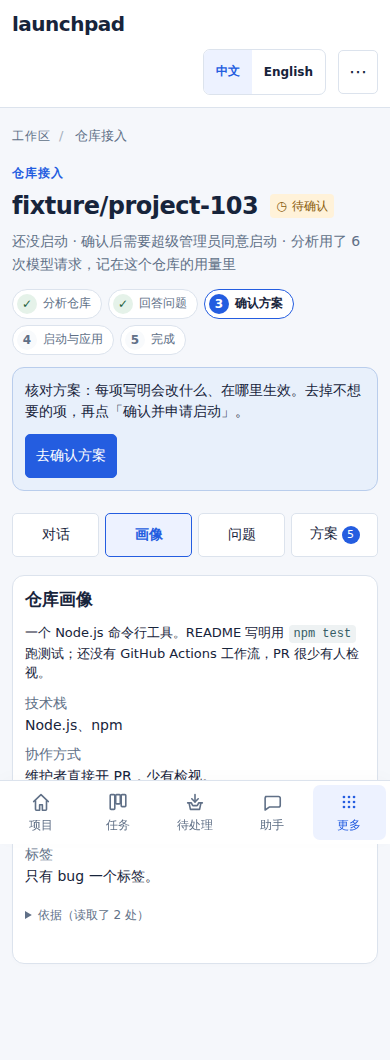 launchpad
中文 English ⋯
工作区 / 仓库接入
仓库接入
fixture/project-103 ◷ 待确认
还没启动 · 确认后需要超级管理员同意启动 · 分析用了 6
次模型请求，记在这个仓库的用量里
✓ 分析仓库 ✓ 回答问题 3 确认方案
4 启动与应用 5 完成
核对方案：每项写明会改什么、在哪里生效。去掉不想
要的项，再点「确认并申请启动」。
去确认方案
对话 画像 问题 方案 5
仓库画像
一个 Node.js 命令行工具。README 写明用 npm test
跑测试；还没有 GitHub Actions 工作流，PR 很少有人检
视。
技术栈
Node.js、npm
协作方式
维护者直接开 PR，少有检视。
项目 任务 待处理 助手 更多
标签
只有 bug 一个标签。
▶ 依据（读取了 2 处）